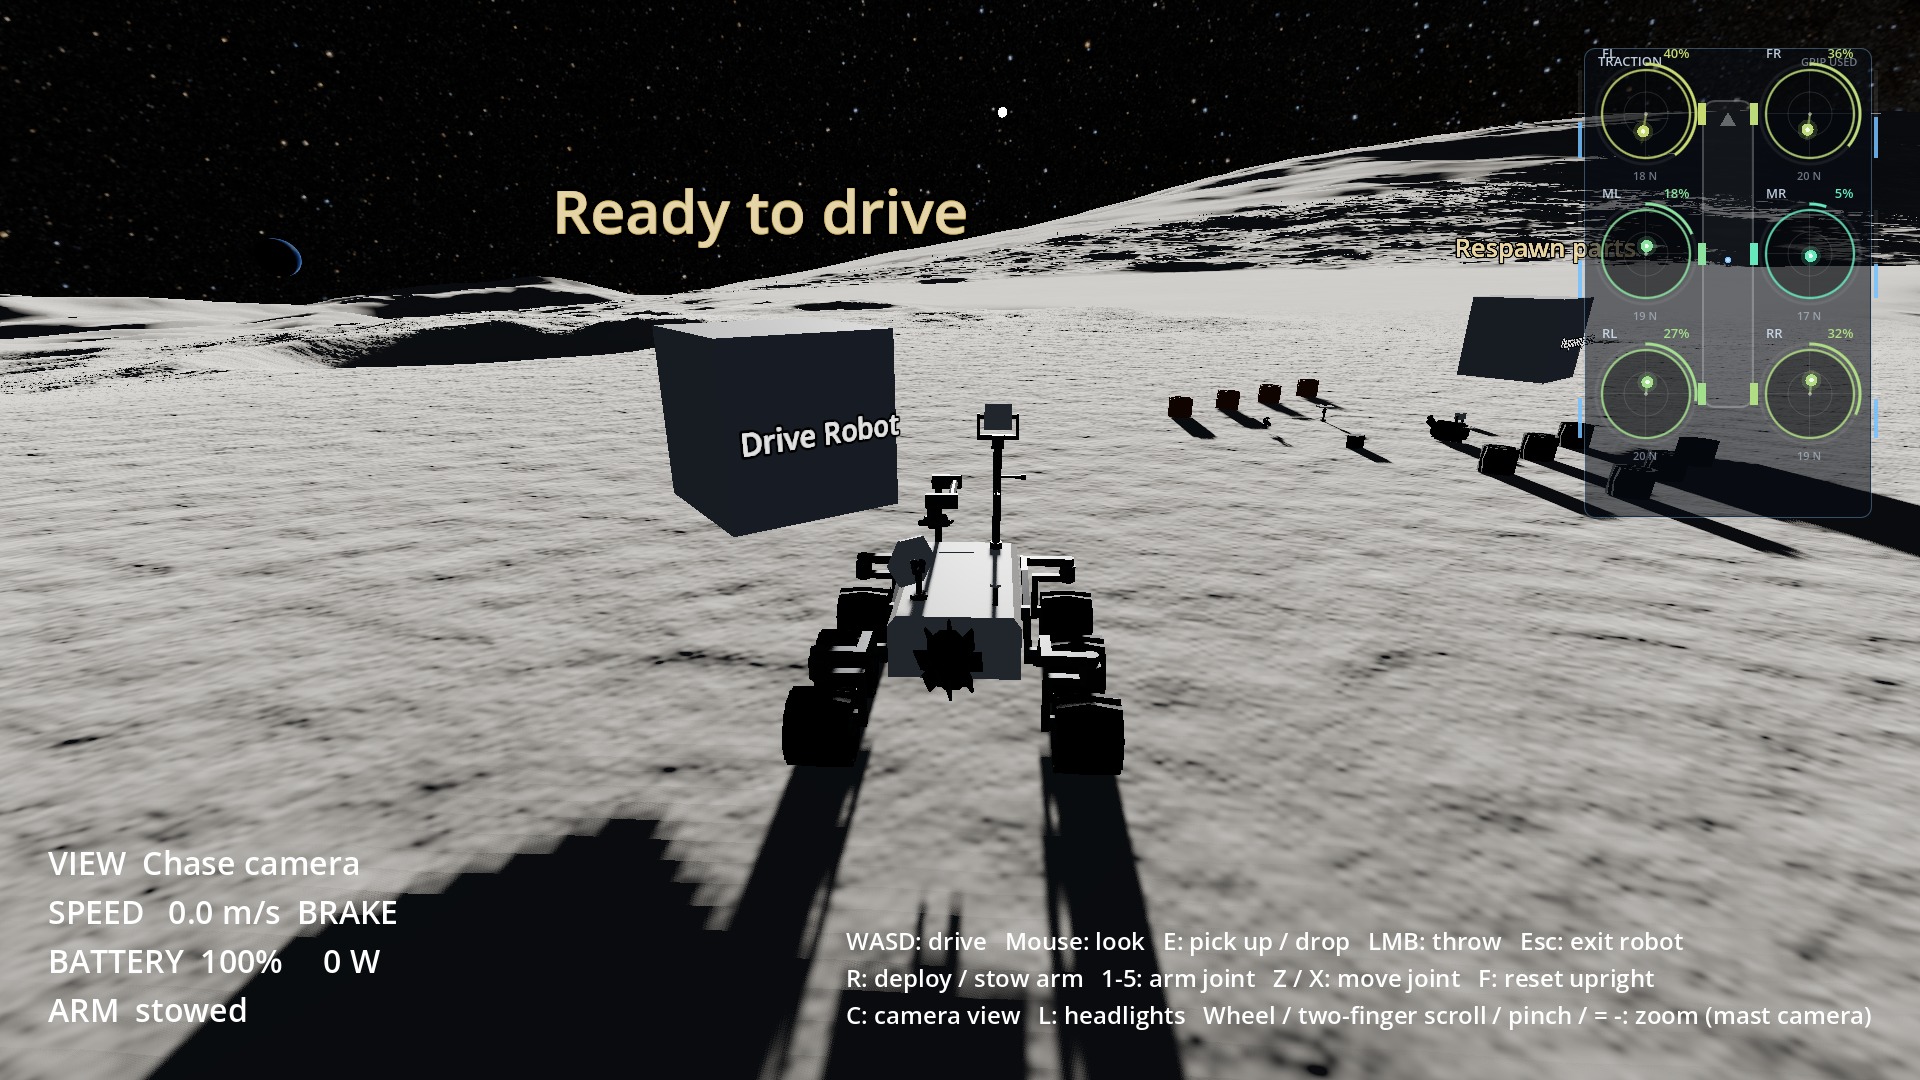 FL 40% FR 36%
TRACTION GRIP USED
18 N 20 N
ML 18% MR 5%
Ready to drive
Respawn parts
19 N 17 N
RL 27% RR 32%
Drive Robot
20 N 19 N
VIEW Chase camera
SPEED 0.0 m/s BRAKE
BATTERY 100% 0 W
ARM stowed
WASD: drive Mouse: look E: pick up / drop LMB: throw Esc: exit robot
R: deploy / stow arm 1-5: arm joint Z / X: move joint F: reset upright
C: camera view L: headlights Wheel / two-finger scroll / pinch / = -: zoom (mast camera)